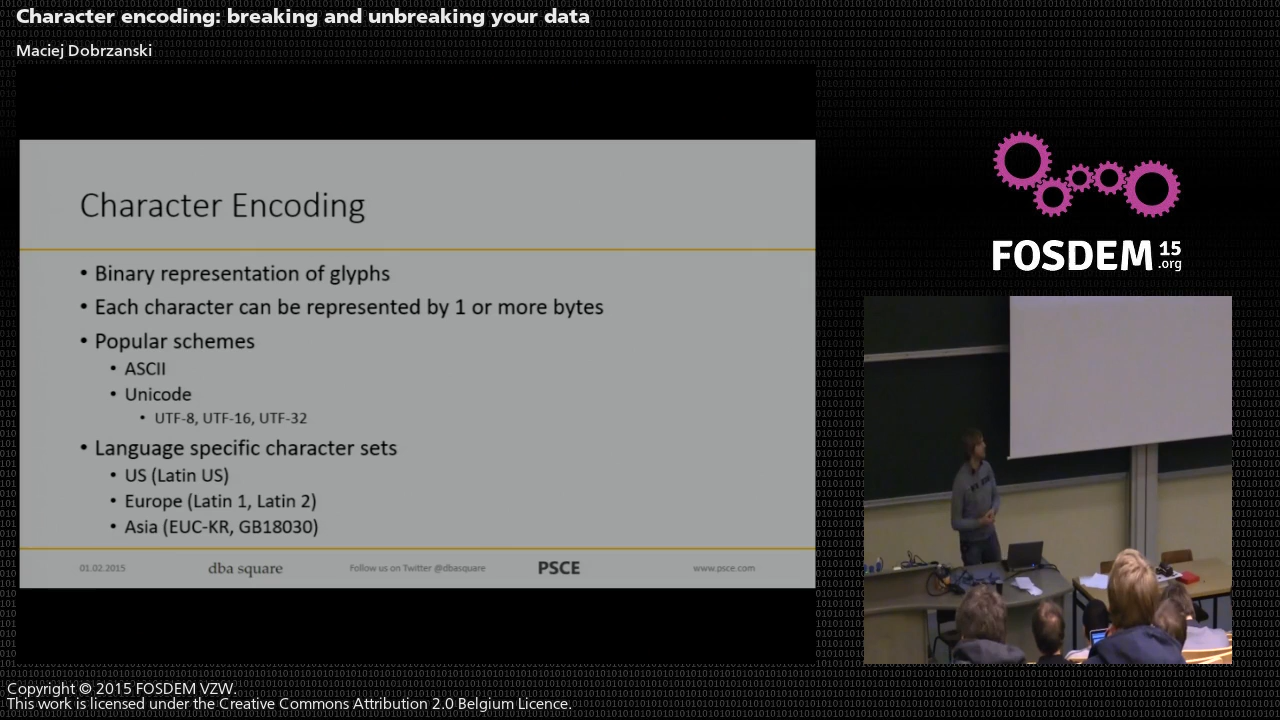 Character encoding: breaking and unbreaking your data
Maciej Dobrzanski
Character Encoding
• Binary representation of glyphs
• Each character can be represented by 1 or more bytes
• Popular schemes
• ASCII
• Unicode
• UTF-8, UTF-16, UTF-32
• Language specific character sets
• US (Latin US)
• Europe (Latin 1, Latin 2)
• Asia (EUC-KR, GB18030)
01.02.2015 dba square Follow us on Twitter @dbasquare PSCE www.psce.com
FOSDEM 15 .org
Copyright © 2015 FOSDEM VZW.
This work is licensed under the Creative Commons Attribution 2.0 Belgium Licence.